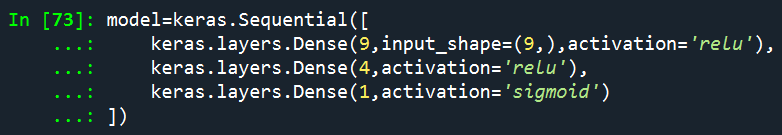 In [73]: model=keras.Sequential([
    ...:     keras.layers.Dense(9,input_shape=(9,),activation='relu'),
    ...:     keras.layers.Dense(4,activation='relu'),
    ...:     keras.layers.Dense(1,activation='sigmoid')
    ...: ])